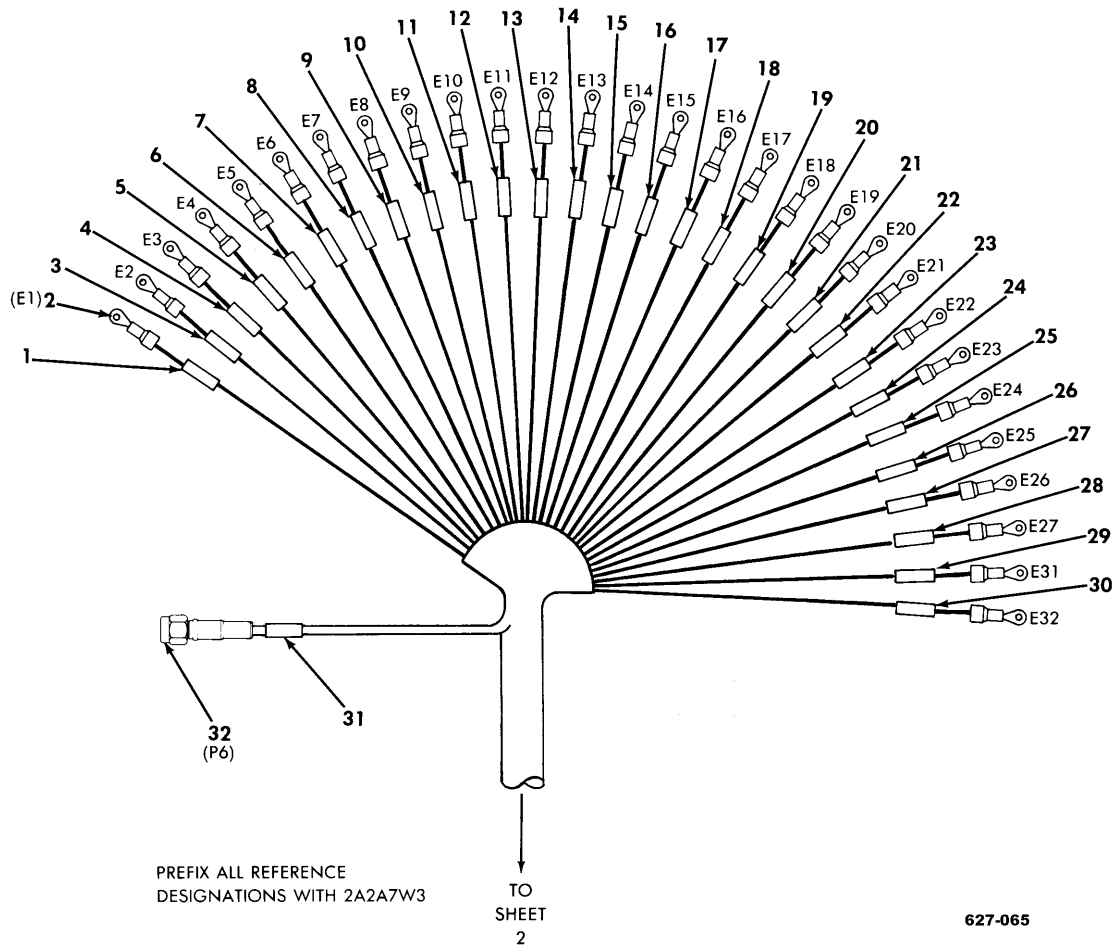 1
(E1) 2
3
4
5
6
7
8
9
10
11
12
13
14
15
16
17
18
19
20
21
22
23
24
25
26
27
28
29
30
E2
E3
E4
E5
E6
E7
E8
E9
E10
E11
E12
E13
E14
E15
E16
E17
E18
E19
E20
E21
E22
E23
E24
E25
E26
E27
E31
E32
31
32
(P6)
PREFIX ALL REFERENCE
DESIGNATIONS WITH 2A2A7W3
TO
SHEET
2
627-065